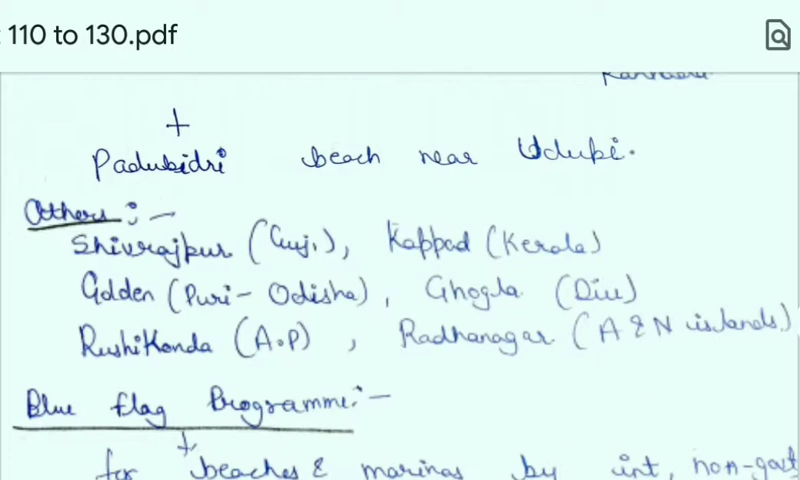 110 to 130.pdf
+
Padubidri beach near Udupi.
Others:-
Shivrajpur (Guj.), Kappad (Kerala)
Golden (Puri - Odisha), Ghogla (Diu)
RushiKonda (A.P), Radhanagar (A & N islands)
Blue flag Programme:-
for beaches & marinas by int, non-govt